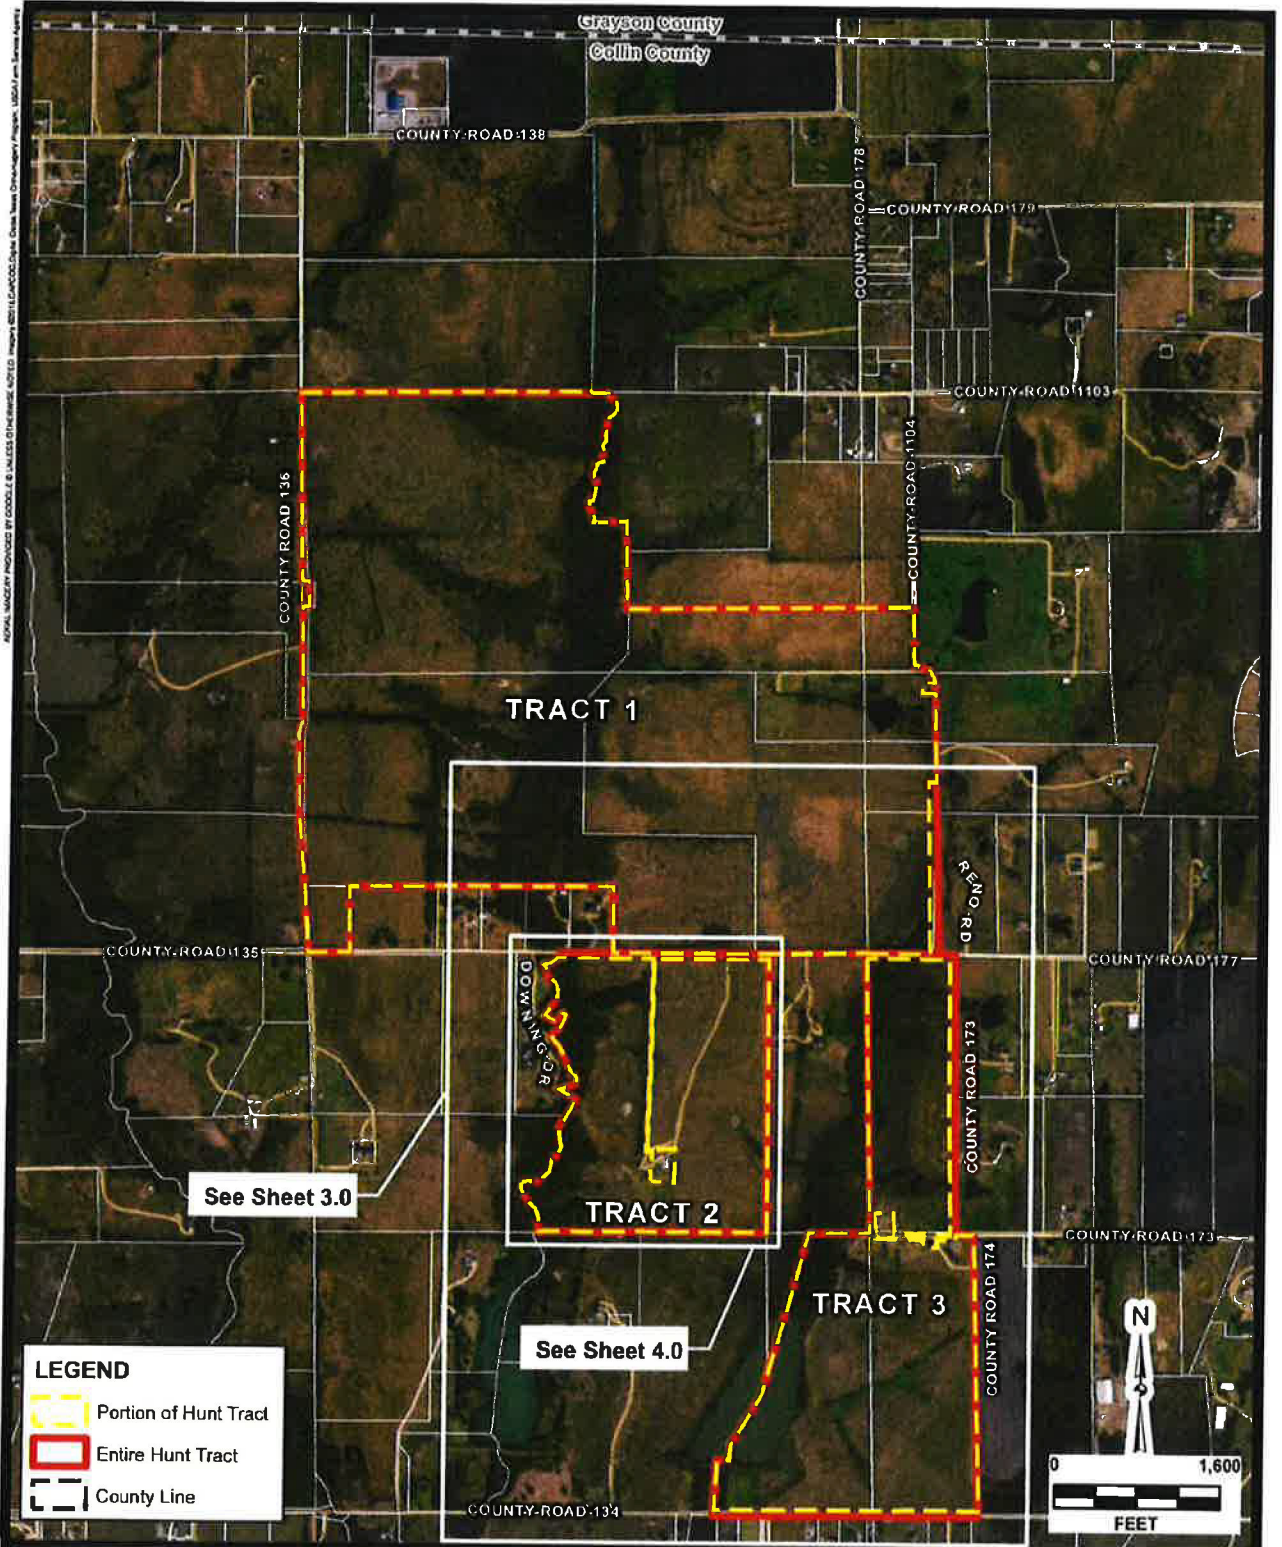 Grayson County
Collin County
COUNTY ROAD 138
COUNTY ROAD 178
COUNTY ROAD 179
COUNTY ROAD 1103
COUNTY ROAD 1104
COUNTY ROAD 136
TRACT 1
RENO RD
COUNTY ROAD 135
COUNTY ROAD 177
DOWNING DR
COUNTY ROAD 173
See Sheet 3.0
TRACT 2
COUNTY ROAD 173
TRACT 3
COUNTY ROAD 174
See Sheet 4.0
N
LEGEND
Portion of Hunt Tract
Entire Hunt Tract
County Line
0 1,600
FEET
COUNTY ROAD 134